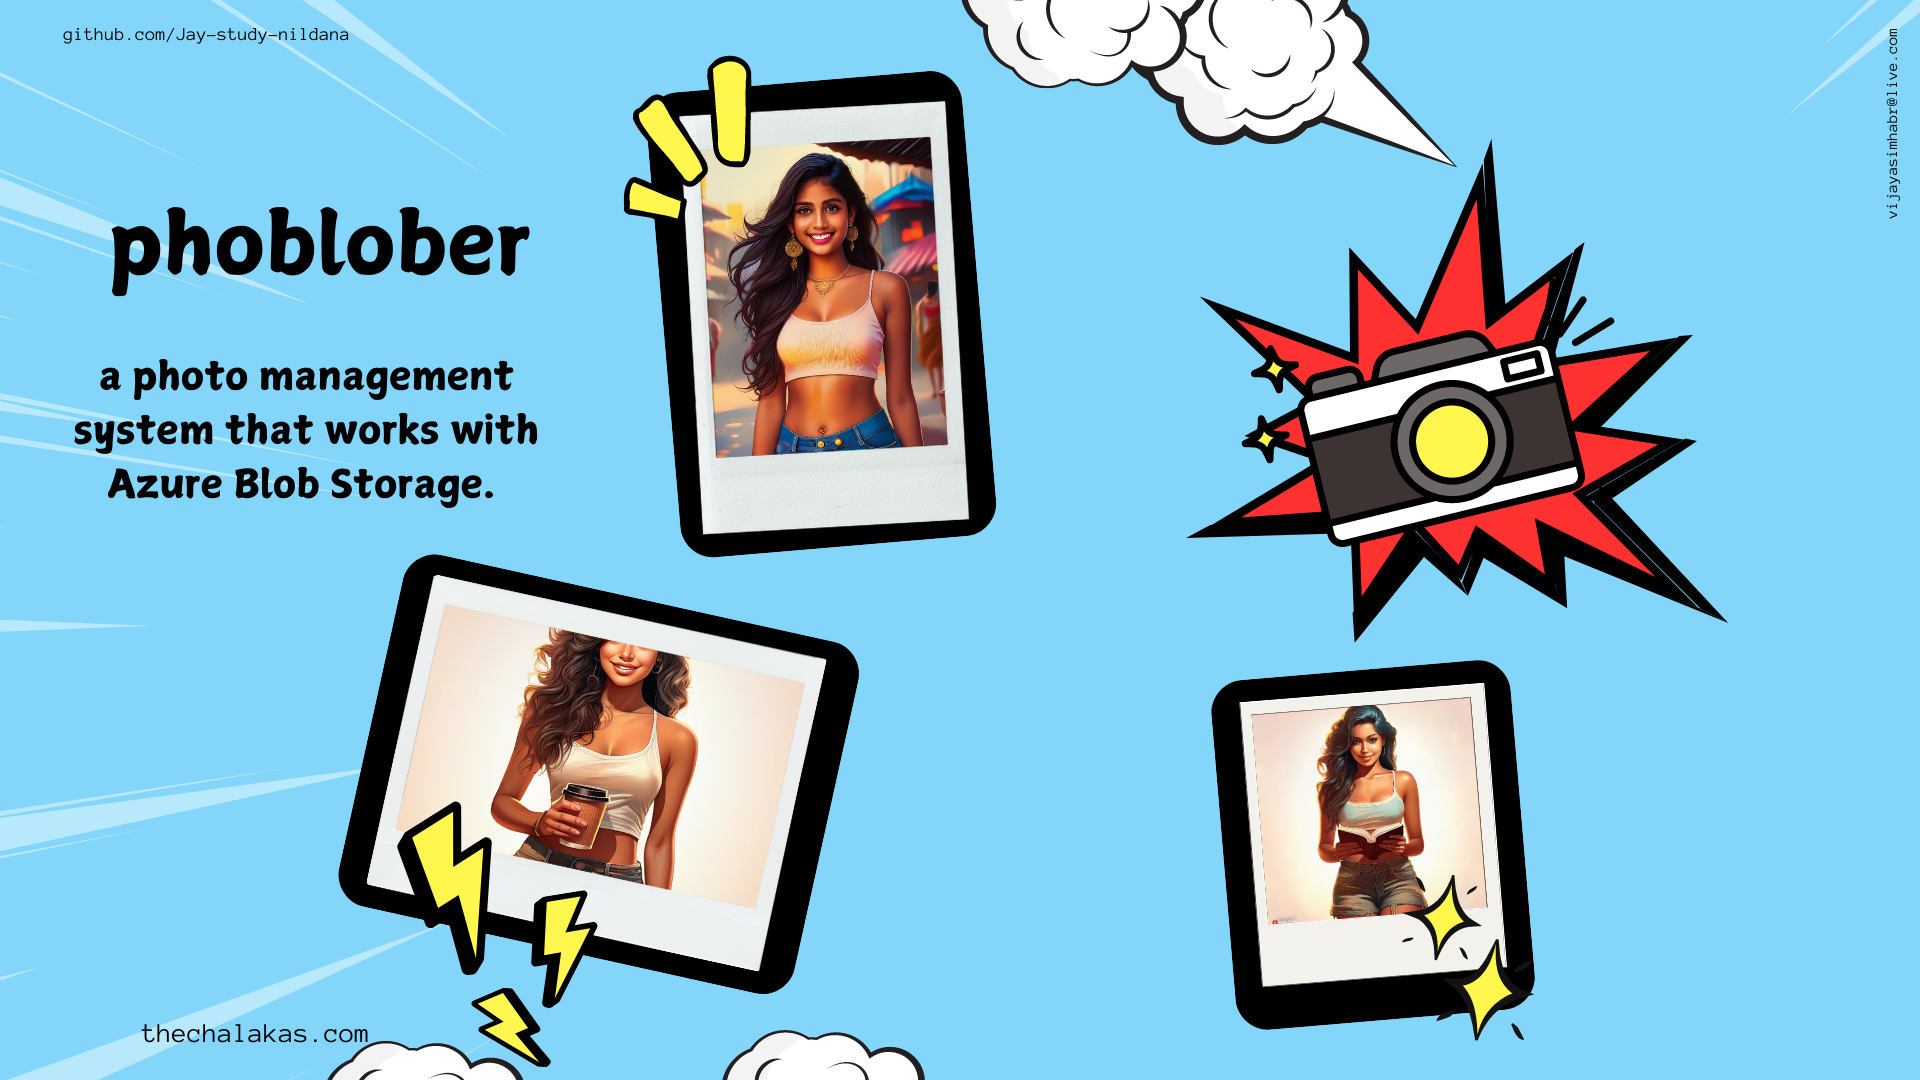 github.com/Jay-study-nildana
vijayasimhabr@live.com
phoblober
a photo management
system that works with
Azure Blob Storage.
thechalakas.com